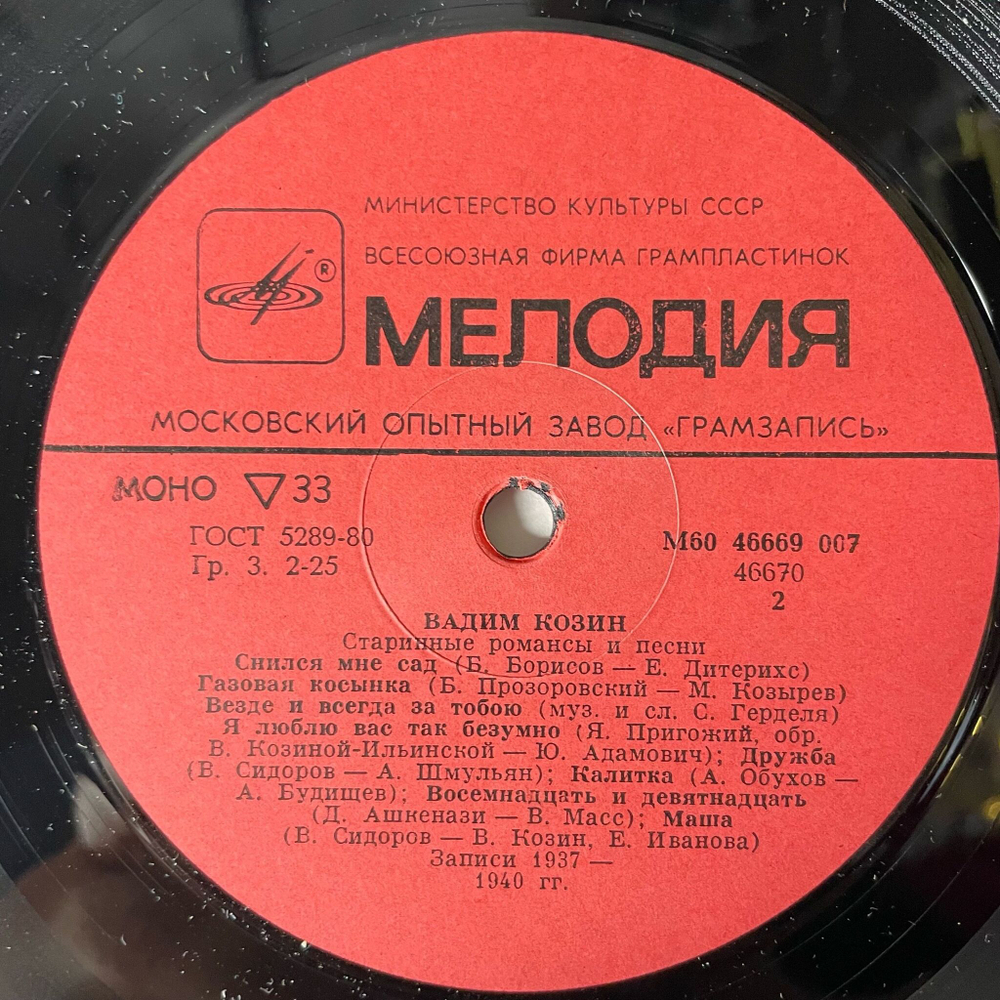 МИНИСТЕРСТВО КУЛЬТУРЫ СССР
ВСЕСОЮЗНАЯ ФИРМА ГРАМПЛАСТИНОК
®
МЕЛОДИЯ
МОСКОВСКИЙ ОПЫТНЫЙ ЗАВОД «ГРАМЗАПИСЬ»
МОНО ▽33
ГОСТ 5289-80
Гр. 3. 2-25
М60 46669 007
46670
2
ВАДИМ КОЗИН
Старинные романсы и песни
Снился мне сад (Б. Борисов — Е. Дитерихс)
Газовая косынка (Б. Прозоровский — М. Козырев)
Везде и всегда за тобою (муз. и сл. С. Герделя)
Я люблю вас так безумно (Я. Пригожий, обр.
В. Козиной-Ильинской — Ю. Адамович); Дружба
(В. Сидоров — А. Шмульян); Калитка (А. Обухов —
А. Будищев); Восемнадцать и девятнадцать
(Д. Ашкенази — В. Масс); Маша
(В. Сидоров — В. Козин, Е. Иванова)
Записи 1937 —
1940 гг.